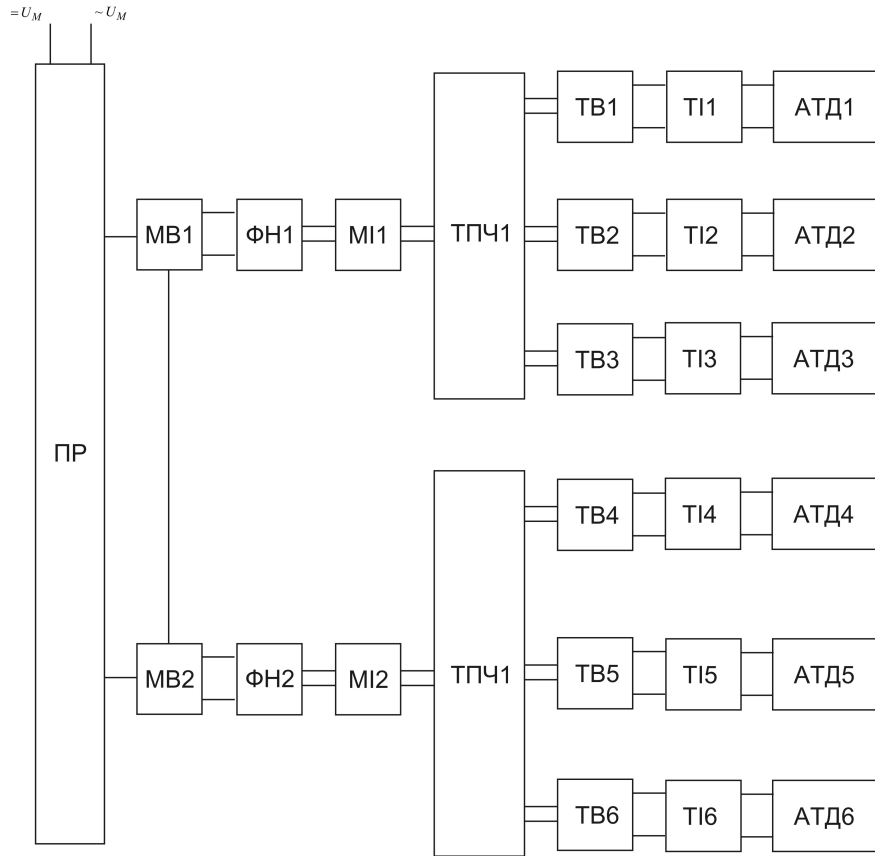 =U_M ~U_M
ТВ1 ТІ1 АТД1
МВ1 ФН1 МІ1 ТПЧ1 ТВ2 ТІ2 АТД2
ТВ3 ТІ3 АТД3
ПР
ТВ4 ТІ4 АТД4
МВ2 ФН2 МІ2 ТПЧ1 ТВ5 ТІ5 АТД5
ТВ6 ТІ6 АТД6